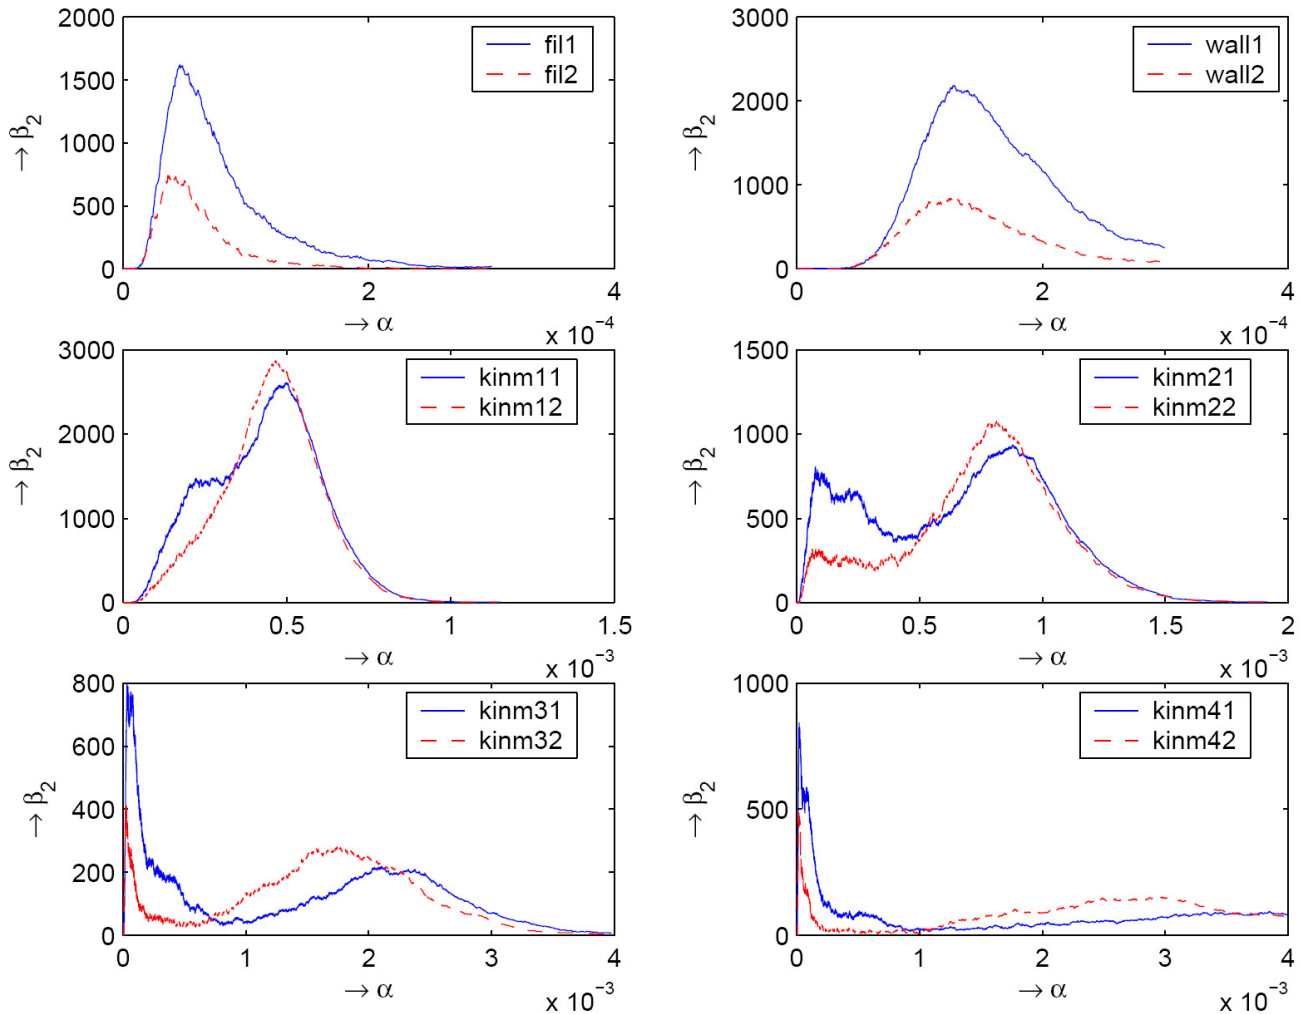 2000
1500
1000
500
0
→ β2
fil1
fil2
0 2 4
→ α
x 10-4
3000
2000
1000
0
→ β2
wall1
wall2
0 2 4
→ α
x 10-4
3000
2000
1000
0
→ β2
kinm11
kinm12
0 0.5 1 1.5
→ α
x 10-3
1500
1000
500
0
→ β2
kinm21
kinm22
0 0.5 1 1.5 2
→ α
x 10-3
800
600
400
200
0
→ β2
kinm31
kinm32
0 1 2 3 4
→ α
x 10-3
1000
500
0
→ β2
kinm41
kinm42
0 1 2 3 4
→ α
x 10-3